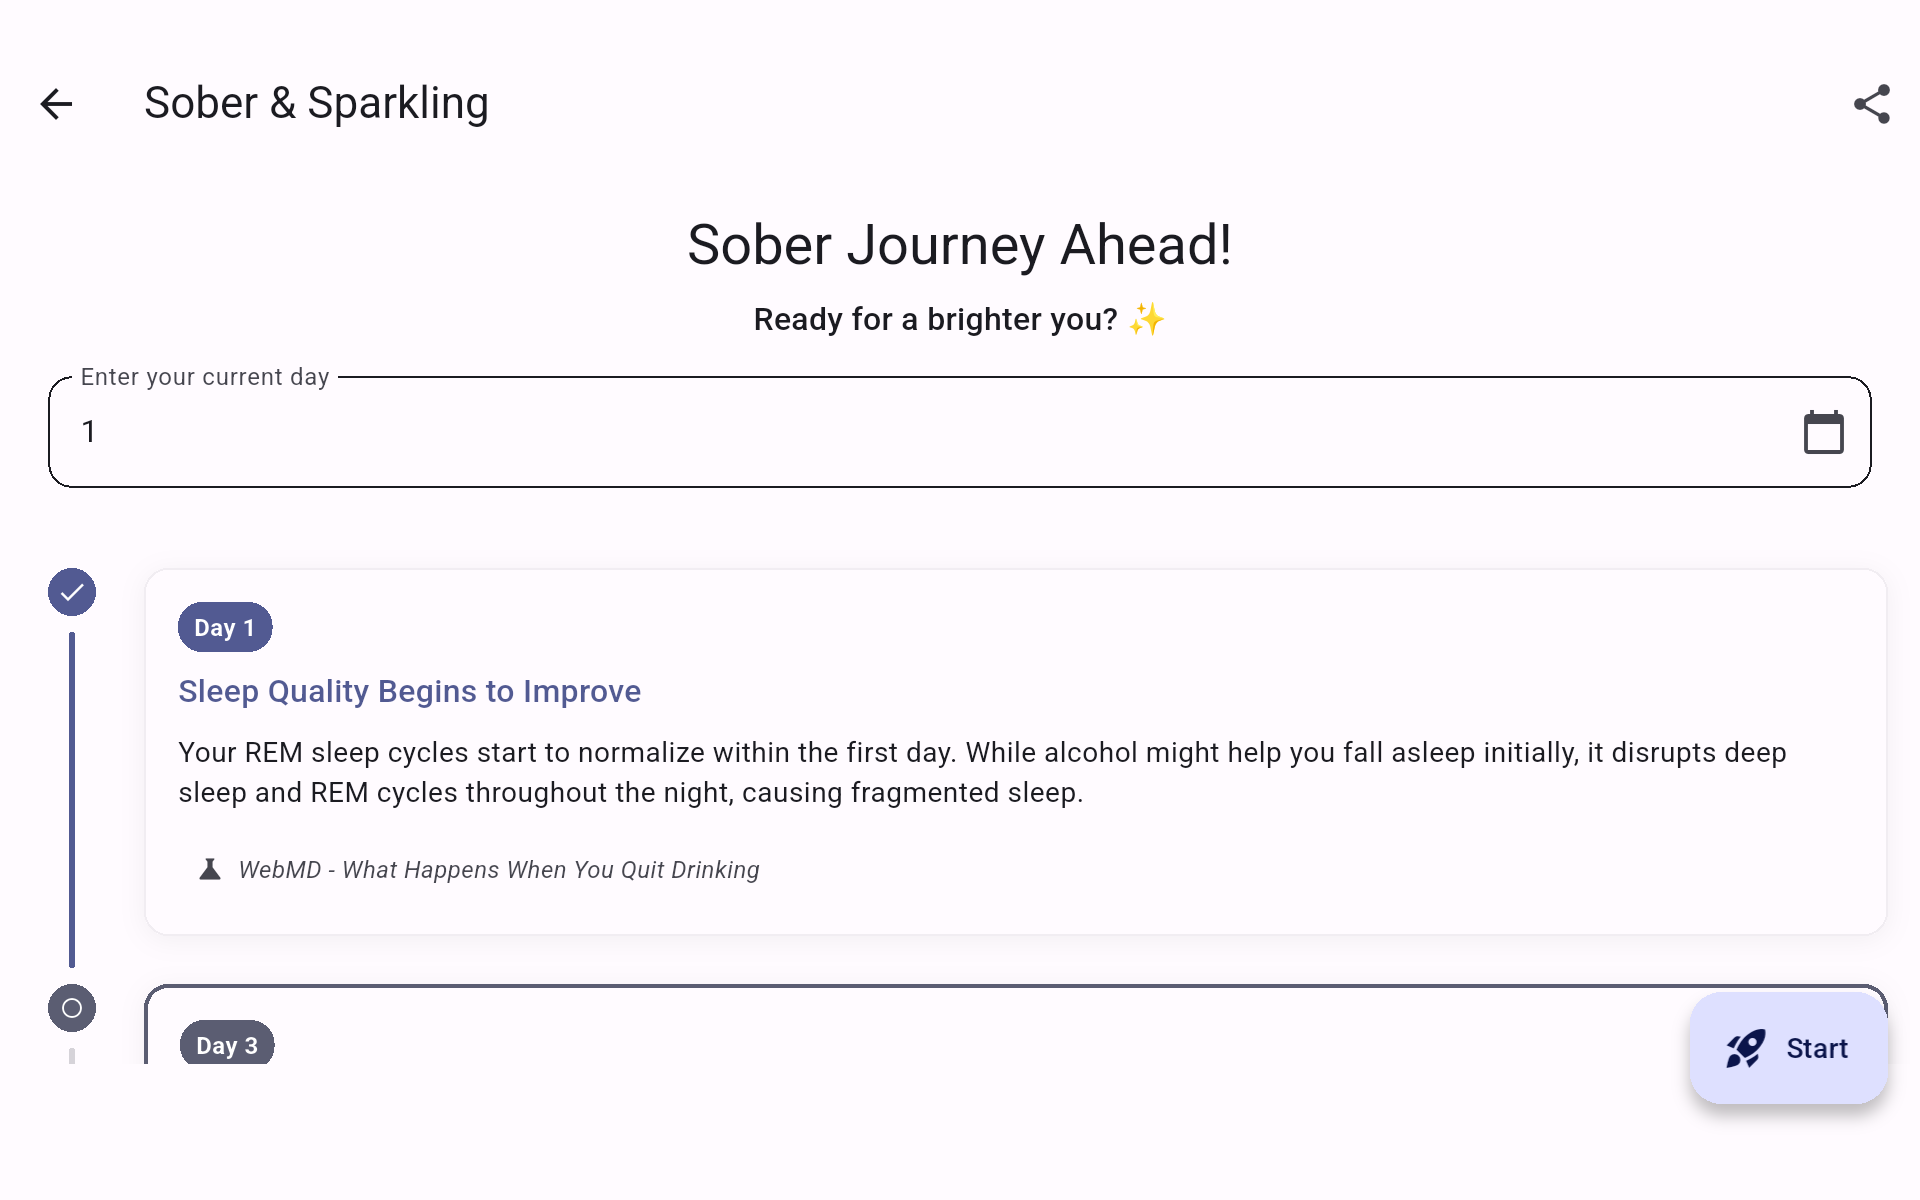 Sober & Sparkling
Sober Journey Ahead!
Ready for a brighter you? ✨
Enter your current day
1
Day 1
Sleep Quality Begins to Improve
Your REM sleep cycles start to normalize within the first day. While alcohol might help you fall asleep initially, it disrupts deep
sleep and REM cycles throughout the night, causing fragmented sleep.
WebMD - What Happens When You Quit Drinking
Day 3
Start